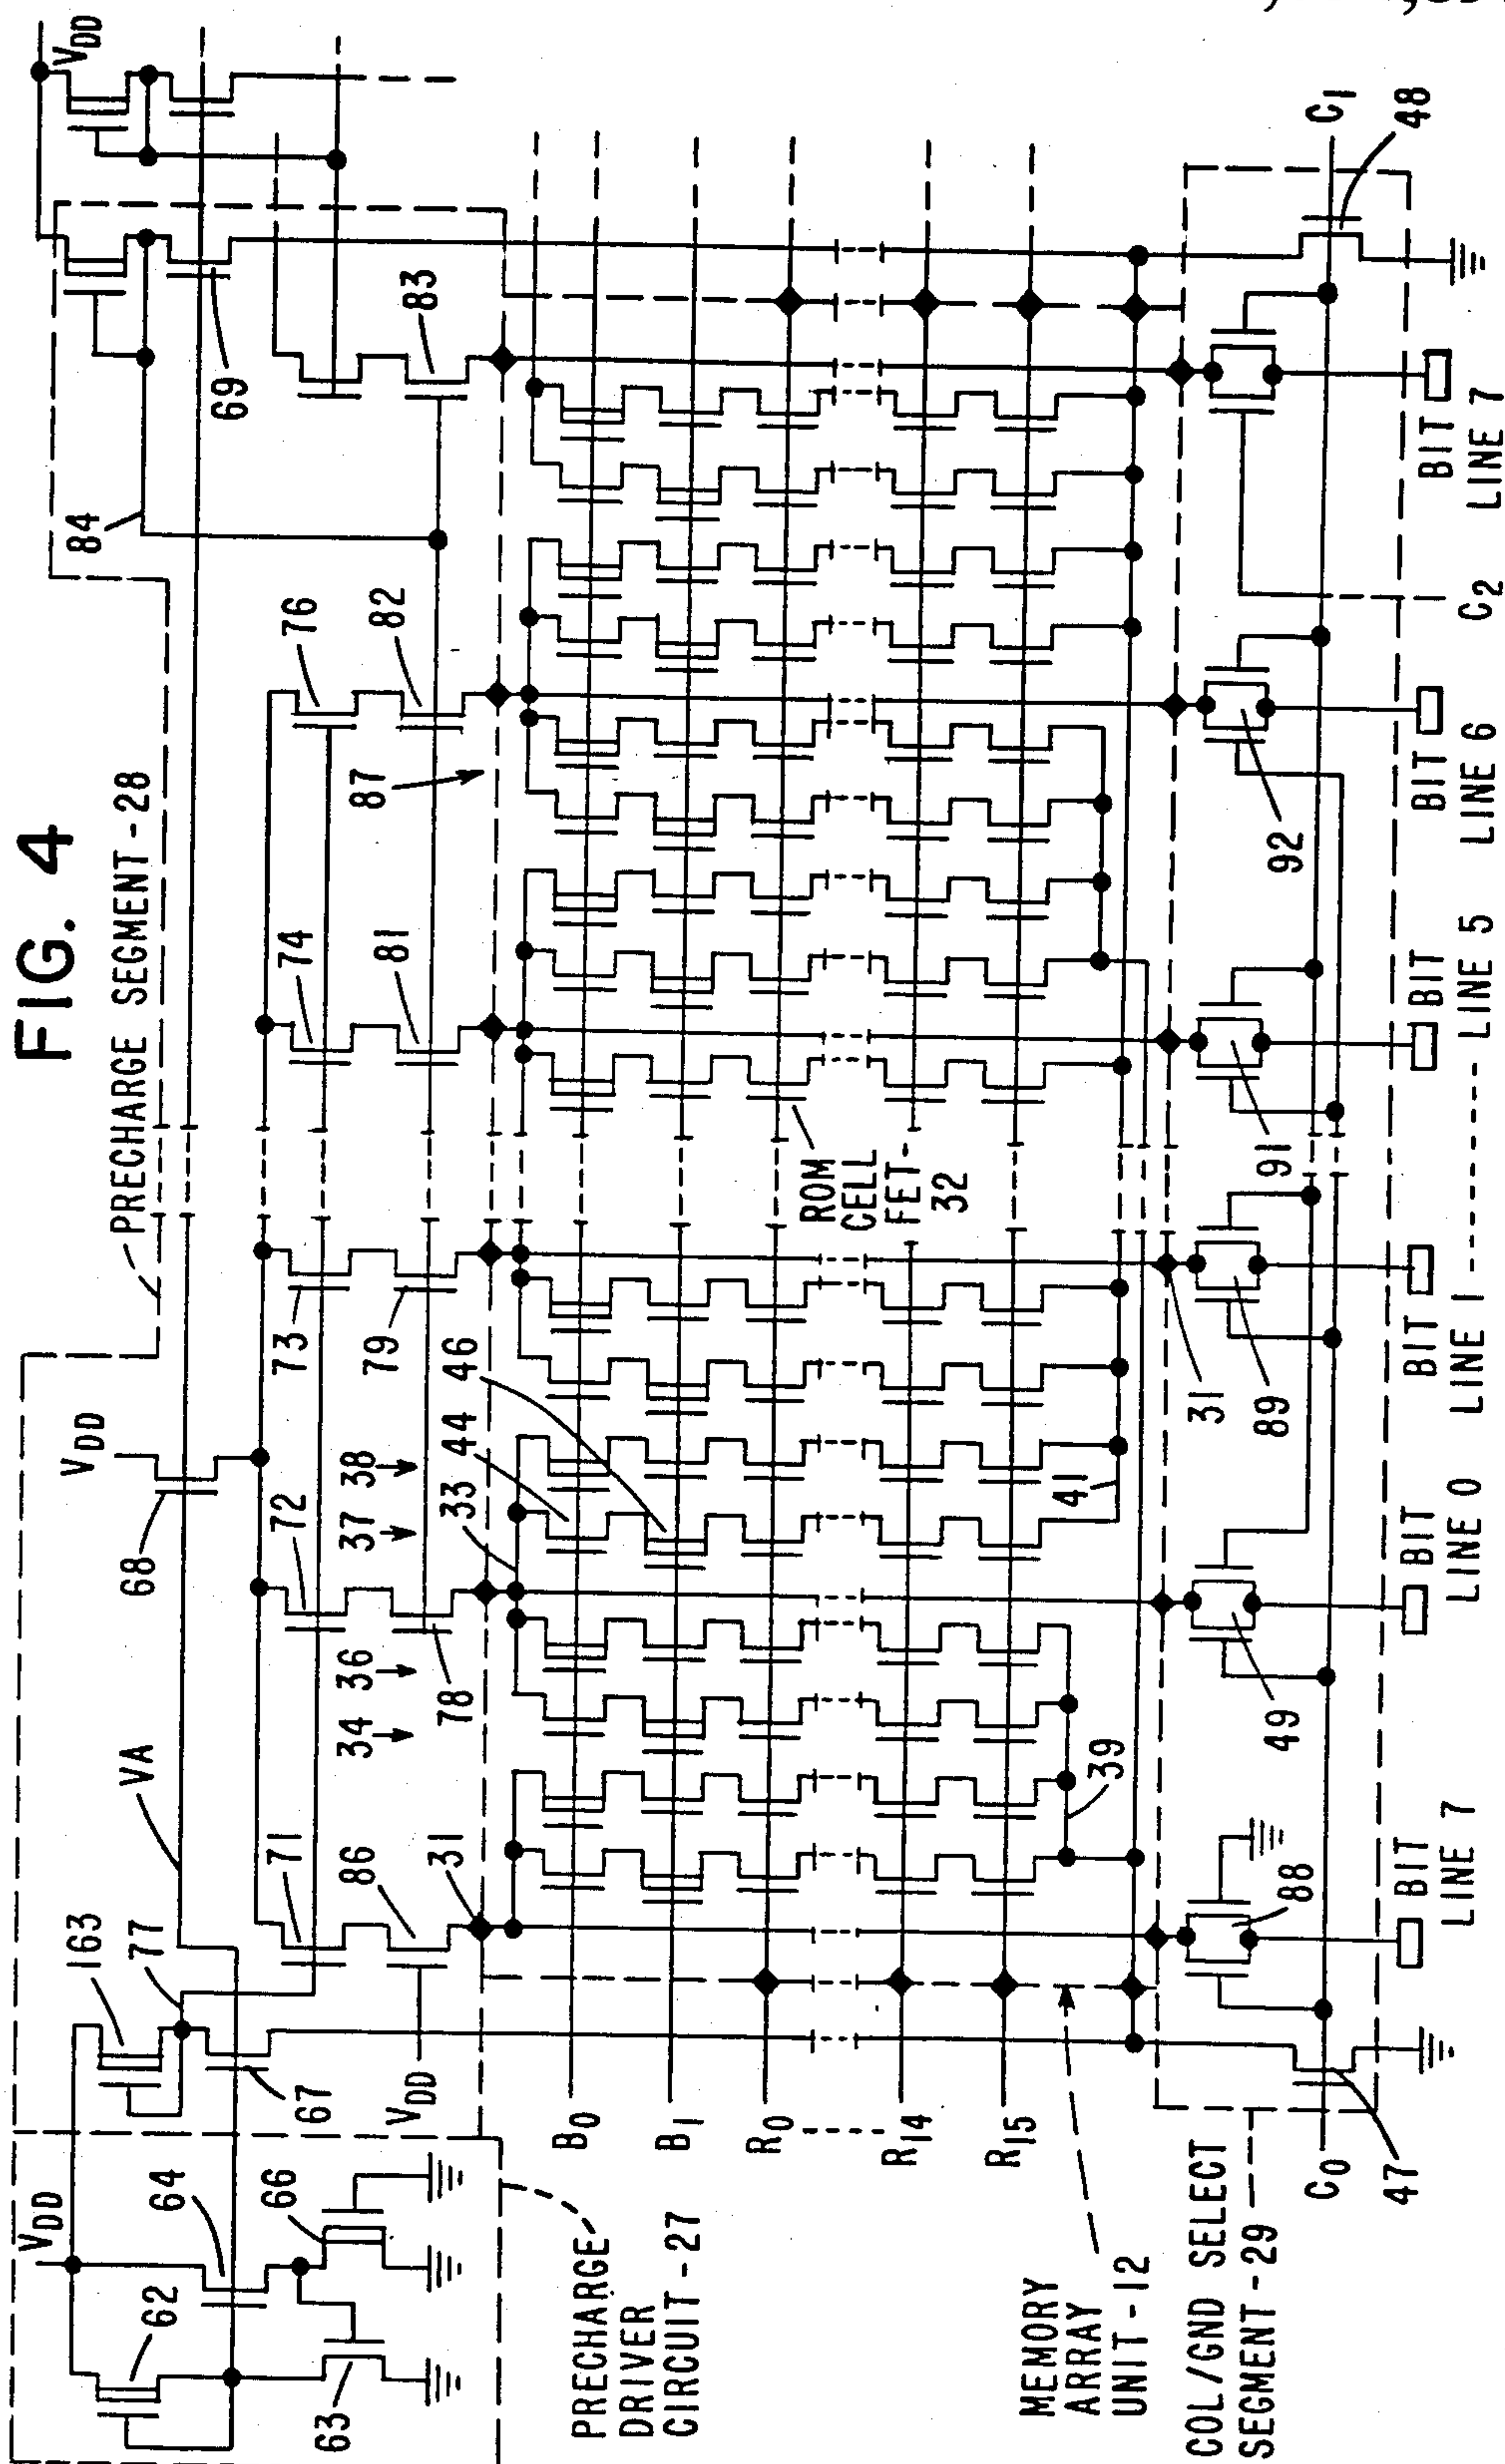 FIG. 4
PRECHARGE SEGMENT-28
VDD
VDD
VDD
VDD
VA
62
64
63
66
163
77
67
68
69
84
71
72
73
74
76
86
78
79
81
82
83
87
31
34
36
37
38
33
44
46
B0
B1
R0
R14
R15
ROM
CELL
FET-
32
39
41
PRECHARGE
DRIVER
CIRCUIT-27
MEMORY
ARRAY
UNIT-12
COL/GND SELECT
SEGMENT-29
C0
47
88
49
31
89
91
92
C2
C1
48
BIT
LINE 7
BIT
LINE 0
BIT
LINE 1
BIT
LINE 5
BIT
LINE 6
BIT
LINE 7